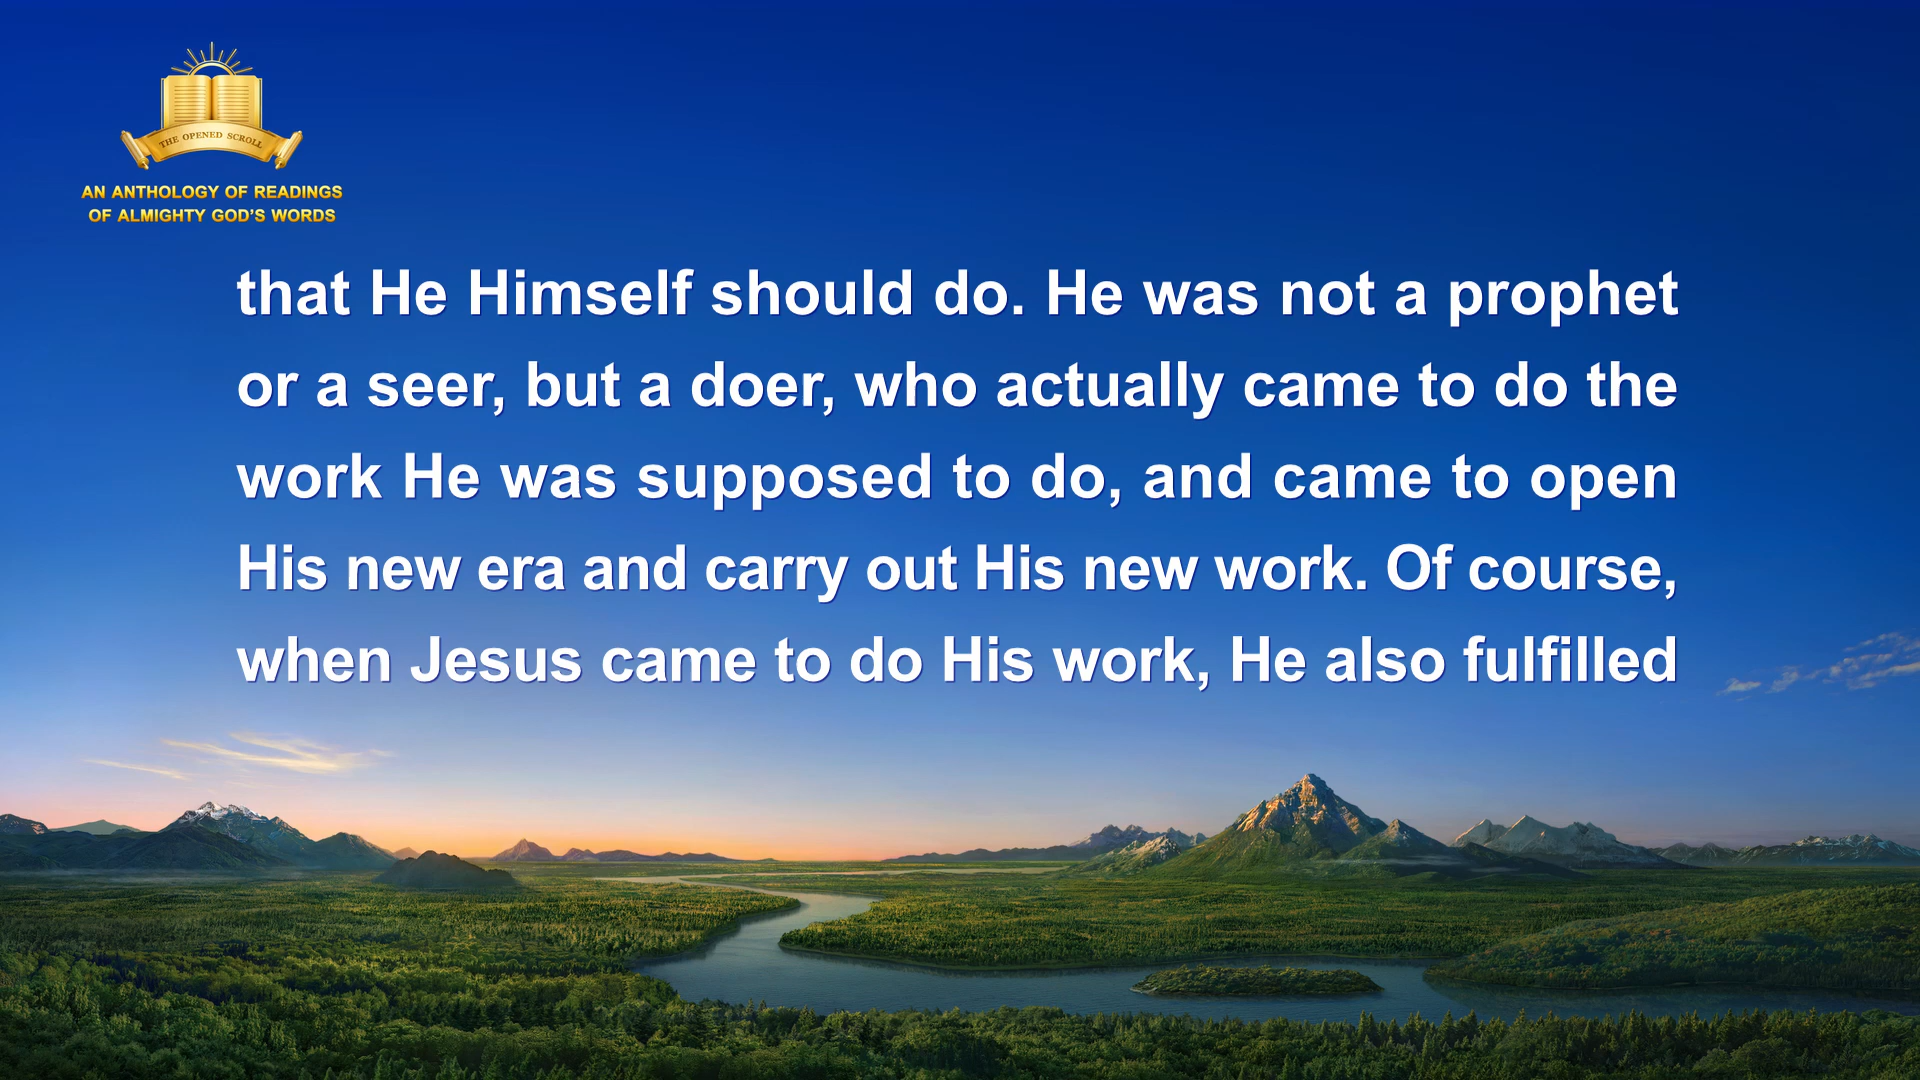 THE OPENED SCROLL
AN ANTHOLOGY OF READINGS
OF ALMIGHTY GOD'S WORDS
that He Himself should do. He was not a prophet
or a seer, but a doer, who actually came to do the
work He was supposed to do, and came to open
His new era and carry out His new work. Of course,
when Jesus came to do His work, He also fulfilled